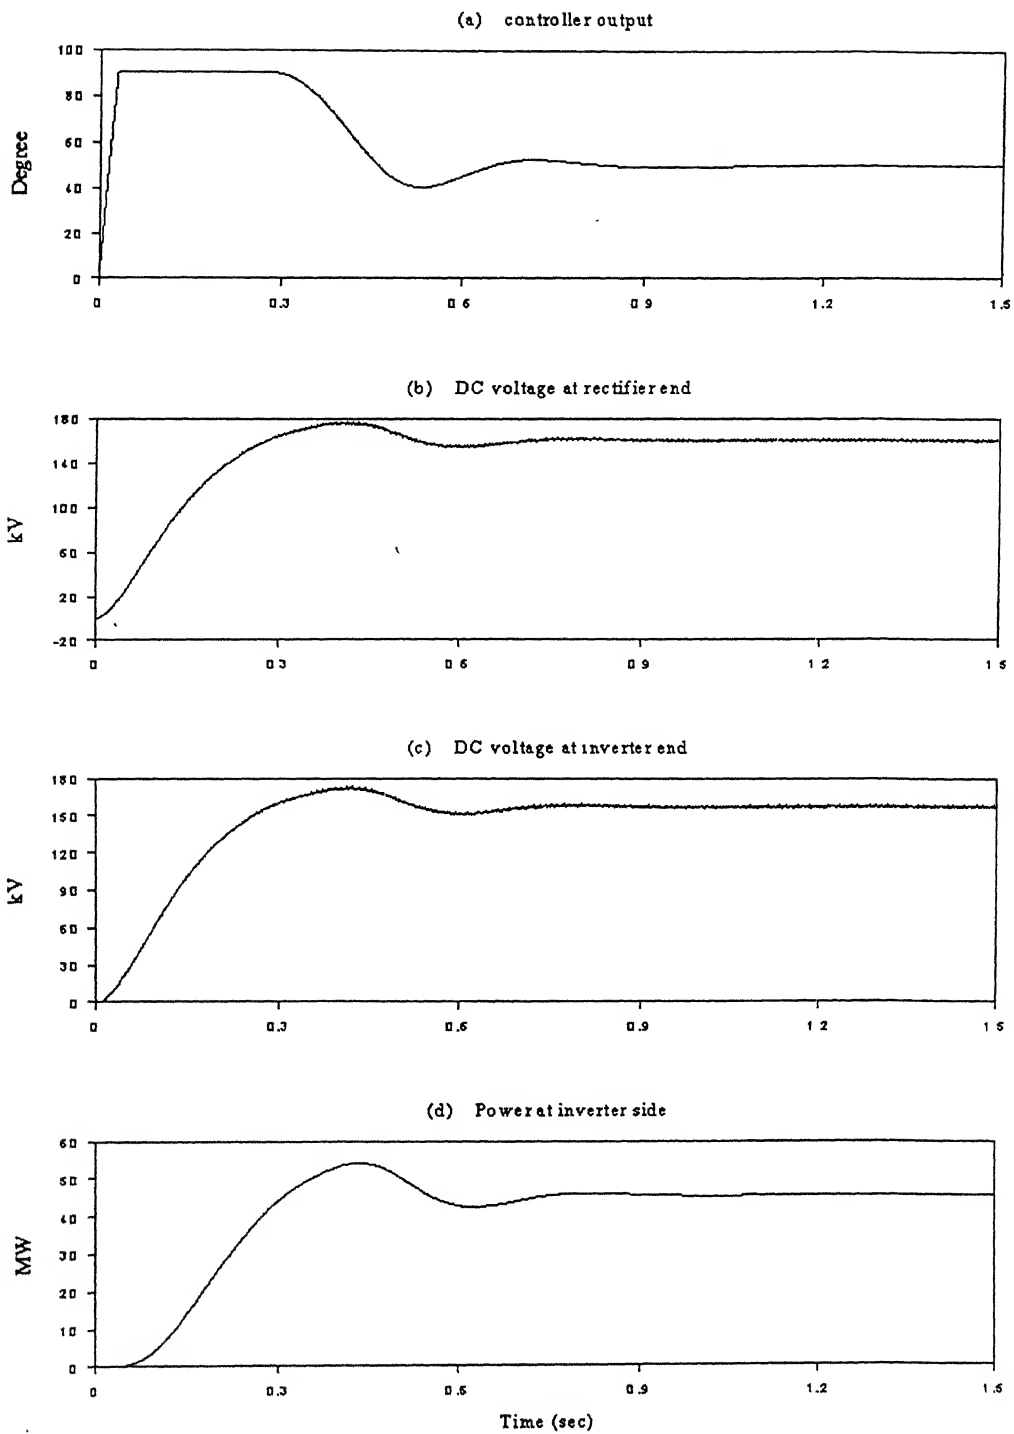 (a) controller output
100
80
60
40
20
0
Degree
0 0.3 0.6 0.9 1.2 1.5
(b) DC voltage at rectifier end
180
140
100
60
20
-20
kV
0 0.3 0.6 0.9 1 2 1 5
(c) DC voltage at inverter end
180
150
120
90
60
30
0
kV
0 0.3 0.6 0.9 1 2 1 5
(d) Power at inverter side
60
50
40
30
20
10
0
MW
0 0.3 0.6 0.9 1.2 1.5
Time (sec)